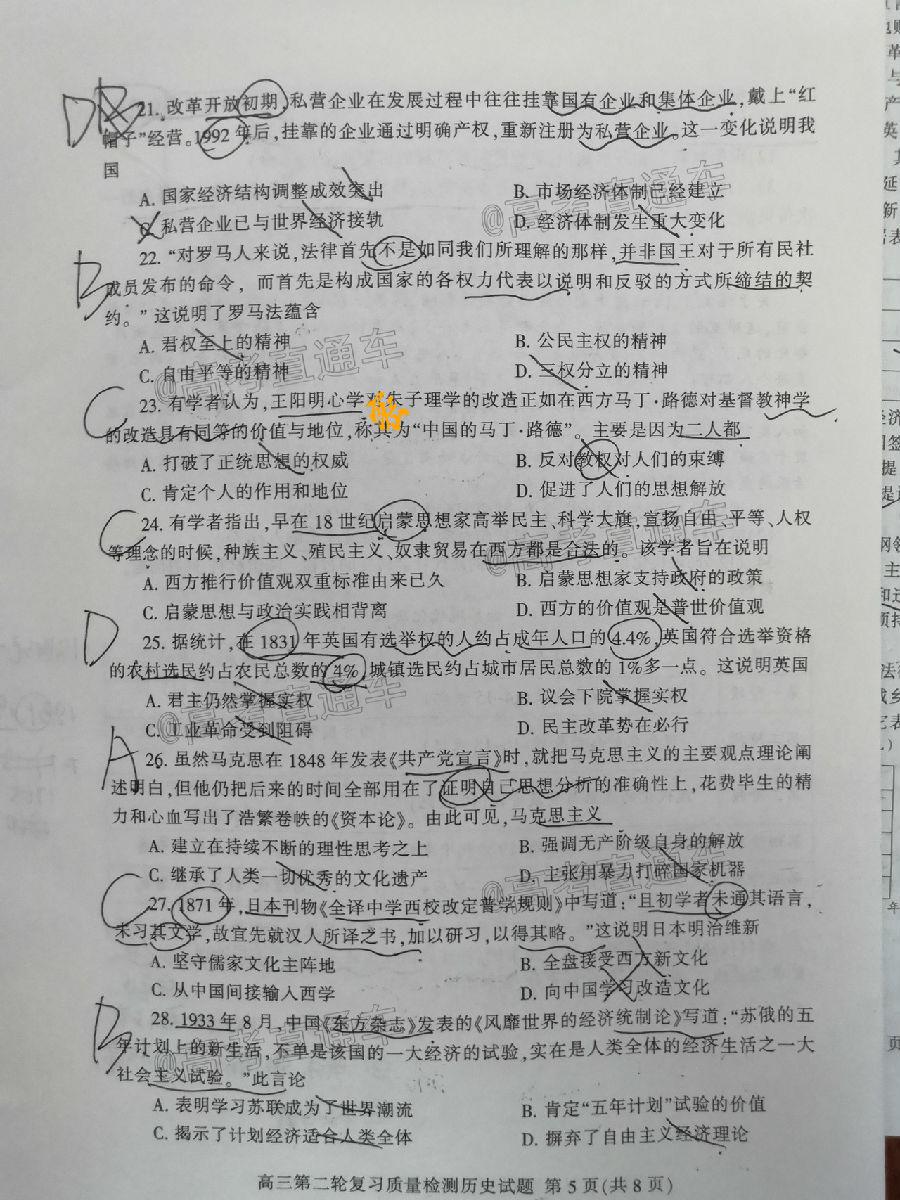 DB
21. 改革开放初期,私营企业在发展过程中往往挂靠国有企业和集体企业,戴上“红
帽子”经营。1992 年后,挂靠的企业通过明确产权,重新注册为私营企业。这一变化说明我
国
A. 国家经济结构调整成效突出 B. 市场经济体制已经建立
C. 私营企业已与世界经济接轨 D. 经济体制发生重大变化
@高考直通车
B
22. “对罗马人来说,法律首先不是如同我们所理解的那样,并非国王对于所有民社
成员发布的命令, 而首先是构成国家的各权力代表以说明和反驳的方式所缔结的契
约。” 这说明了罗马法蕴含
A. 君权至上的精神 B. 公民主权的精神
C. 自由平等的精神 D. 三权分立的精神
@高考直通车
C
23. 有学者认为,王阳明心学对朱子理学的改造正如在西方马丁·路德对基督教神学
的改造具有同等的价值与地位,称其为“中国的马丁·路德”。主要是因为二人都
A. 打破了正统思想的权威 B. 反对教权对人们的束缚
C. 肯定个人的作用和地位 D. 促进了人们的思想解放
C
24. 有学者指出,早在 18 世纪启蒙思想家高举民主、科学大旗,宣扬自由、平等、人权
等理念的时候,种族主义、殖民主义、奴隶贸易在西方都是合法的。该学者旨在说明
@高考直通车
A. 西方推行价值观双重标准由来已久 B. 启蒙思想家支持政府的政策
C. 启蒙思想与政治实践相背离 D. 西方的价值观是普世价值观
D
25. 据统计,在 1831 年英国有选举权的人约占成年人口的 4.4%,英国符合选举资格
的农村选民约占农民总数的 4%,城镇选民约占城市居民总数的 1%多一点。这说明英国
A. 君主仍然掌握实权 B. 议会下院掌握实权
C. 工业革命受到阻碍 D. 民主改革势在必行
@高考直通车
A
26. 虽然马克思在 1848 年发表《共产党宣言》时,就把马克思主义的主要观点理论阐
述明白,但他仍把后来的时间全部用在了证明自己思想分析的准确性上,花费毕生的精
力和心血写出了浩繁卷帙的《资本论》。由此可见,马克思主义
A. 建立在持续不断的理性思考之上 B. 强调无产阶级自身的解放
C. 继承了人类一切优秀的文化遗产 D. 主张用暴力打碎国家机器
@高考直通车
C
27. 1871 年,日本刊物《全译中学西校改定普学规则》中写道:“且初学者未通其语言,
未习其文学,故宜先就汉人所译之书,加以研习,以得其略。”这说明日本明治维新
A. 坚守儒家文化主阵地 B. 全盘接受西方新文化
C. 从中国间接输入西学 D. 向中国学习改造文化
@高考直通车
B
28. 1933 年 8 月,中国《东方杂志》发表的《风靡世界的经济统制论》写道:“苏俄的五
年计划上的新生活,不单是该国的一大经济的试验,实在是人类全体的经济生活之一大
社会主义试验。”此言论
A. 表明学习苏联成为了世界潮流 B. 肯定“五年计划”试验的价值
C. 揭示了计划经济适合人类全体 D. 摒弃了自由主义经济理论
高三第二轮复习质量检测历史试题 第 5 页(共 8 页)